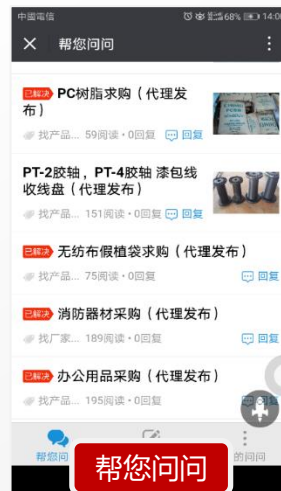 中國電信 68% 14:0
× 帮您问问
已解决 PC树脂求购（代理发
布）
找产品... 59阅读·0回复 回复
PT-2胶轴，PT-4胶轴 漆包线
收线盘（代理发布）
找产品... 151阅读·0回复 回复
已解决 无纺布假植袋求购（代理发布）
找产品... 75阅读·0回复 回复
已解决 消防器材采购（代理发布）
找厂家... 189阅读·0回复 回复
已解决 办公用品采购（代理发布）
找产品... 195阅读·0回复
帮您问 的问问
帮您问问